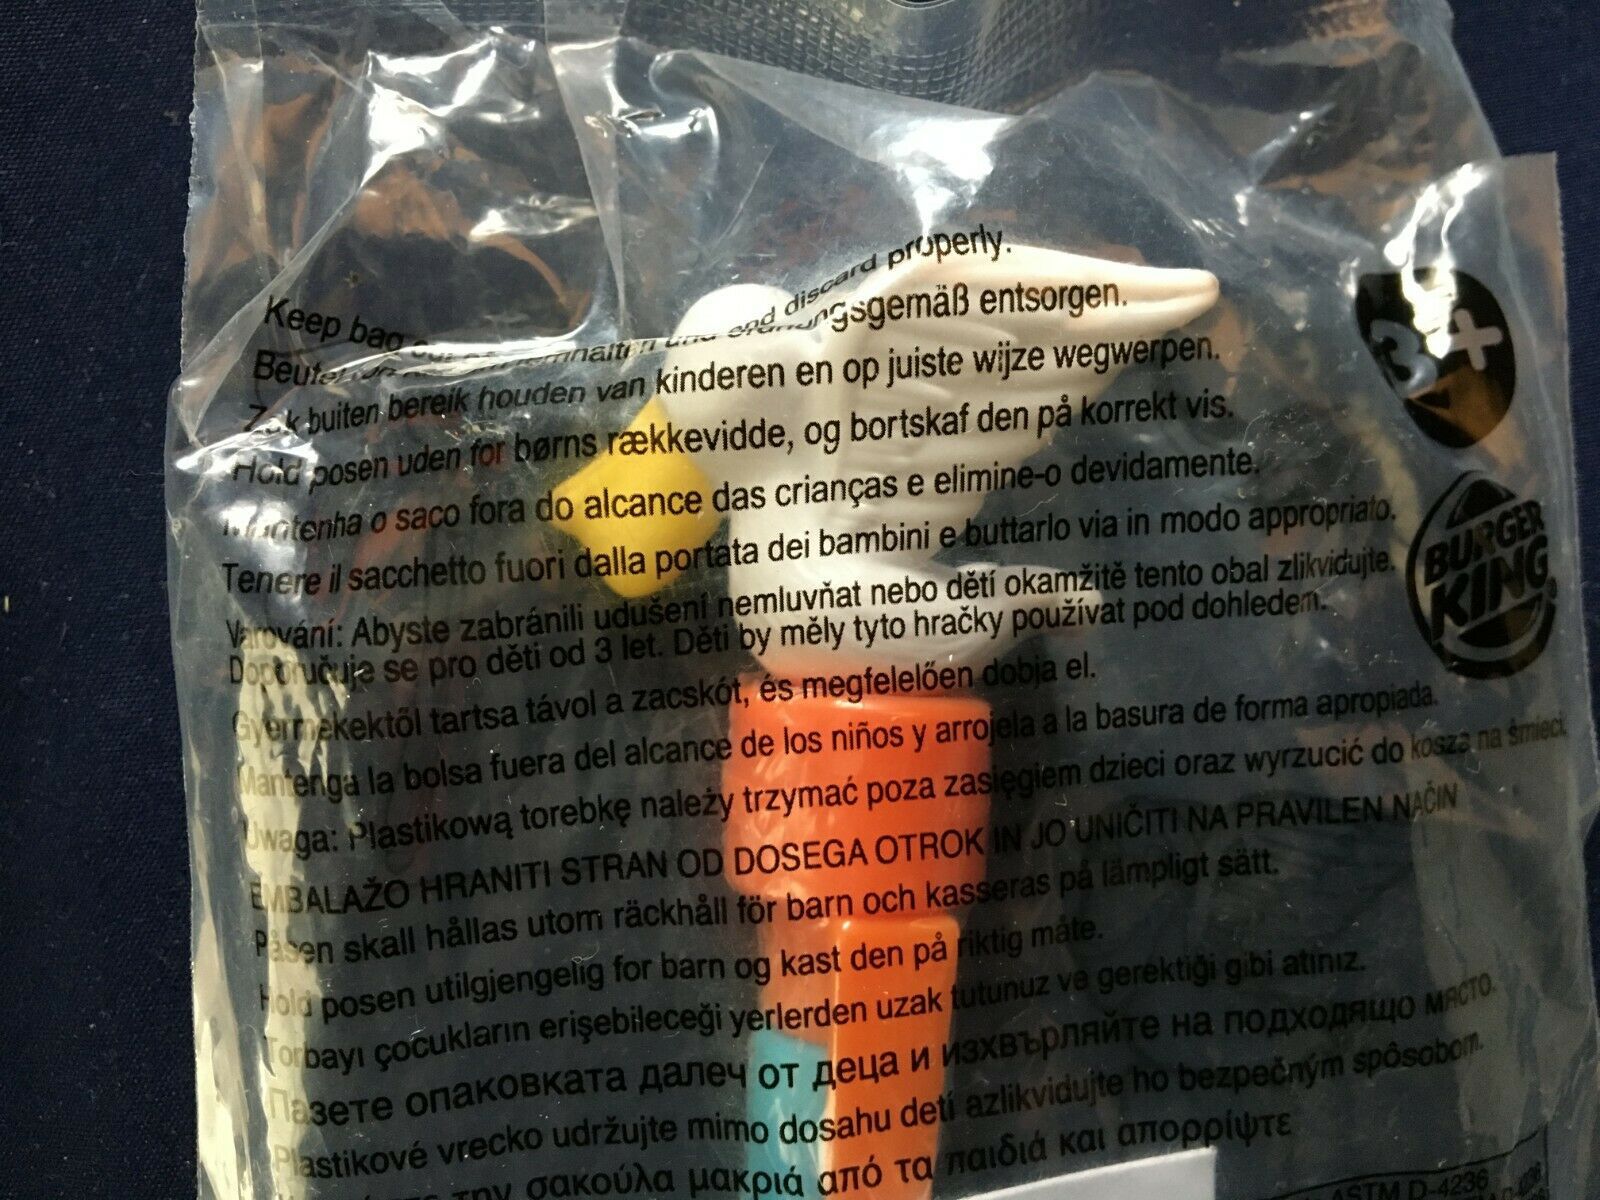 Keep bag and discard properly.
ordnungsgemäß entsorgen.
buiten bereik houden van kinderen en op juiste wijze wegwerpen.
Hold posen uden for børns rækkevidde, og bortskaf den på korrekt vis.
Mantenha o saco fora do alcance das crianças e elimine-o devidamente.
Tenere il sacchetto fuori dalla portata dei bambini e buttarlo via in modo appropriato.
Varování: Abyste zabránili udušení nemluvňat nebo dětí okamžitě tento obal zlikvidujte.
Doporučuje se pro děti od 3 let. Děti by měly tyto hračky používat pod dohledem.
Gyermekektől tartsa távol a zacskót, és megfelelően dobja el.
Mantenga la bolsa fuera del alcance de los niños y arrojela a la basura de forma apropiada.
Uwaga: Plastikową torebkę należy trzymać poza zasięgiem dzieci oraz wyrzucić do kosza na śmieci.
EMBALAŽO HRANITI STRAN OD DOSEGA OTROK IN JO UNIČITI NA PRAVILEN NAČIN
Påsen skall hållas utom räckhåll för barn och kasseras på lämpligt sätt.
Hold posen utilgjengelig for barn og kast den på riktig måte.
Torbayı çocukların erişebileceği yerlerden uzak tutunuz ve gerektiği gibi atınız.
Пазете опаковката далеч от деца и изхвърляйте на подходящо място.
Plastikové vrecko udržujte mimo dosahu detí azlikvidujte ho bezpečným spôsobom.
την σακούλα μακριά από τα παιδιά και απορρίψτε
3+
BURGER
KING
ASTM D-4236